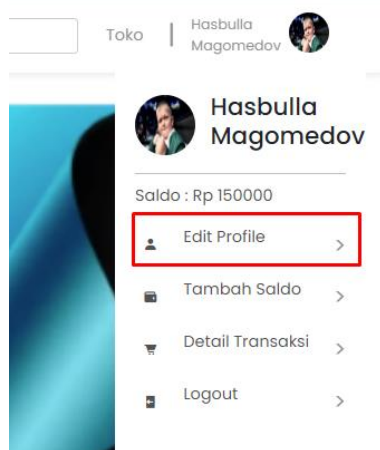 Toko
Hasbulla
Magomedov
Hasbulla
Magomedov
Saldo : Rp 150000
Edit Profile
Tambah Saldo
Detail Transaksi
Logout